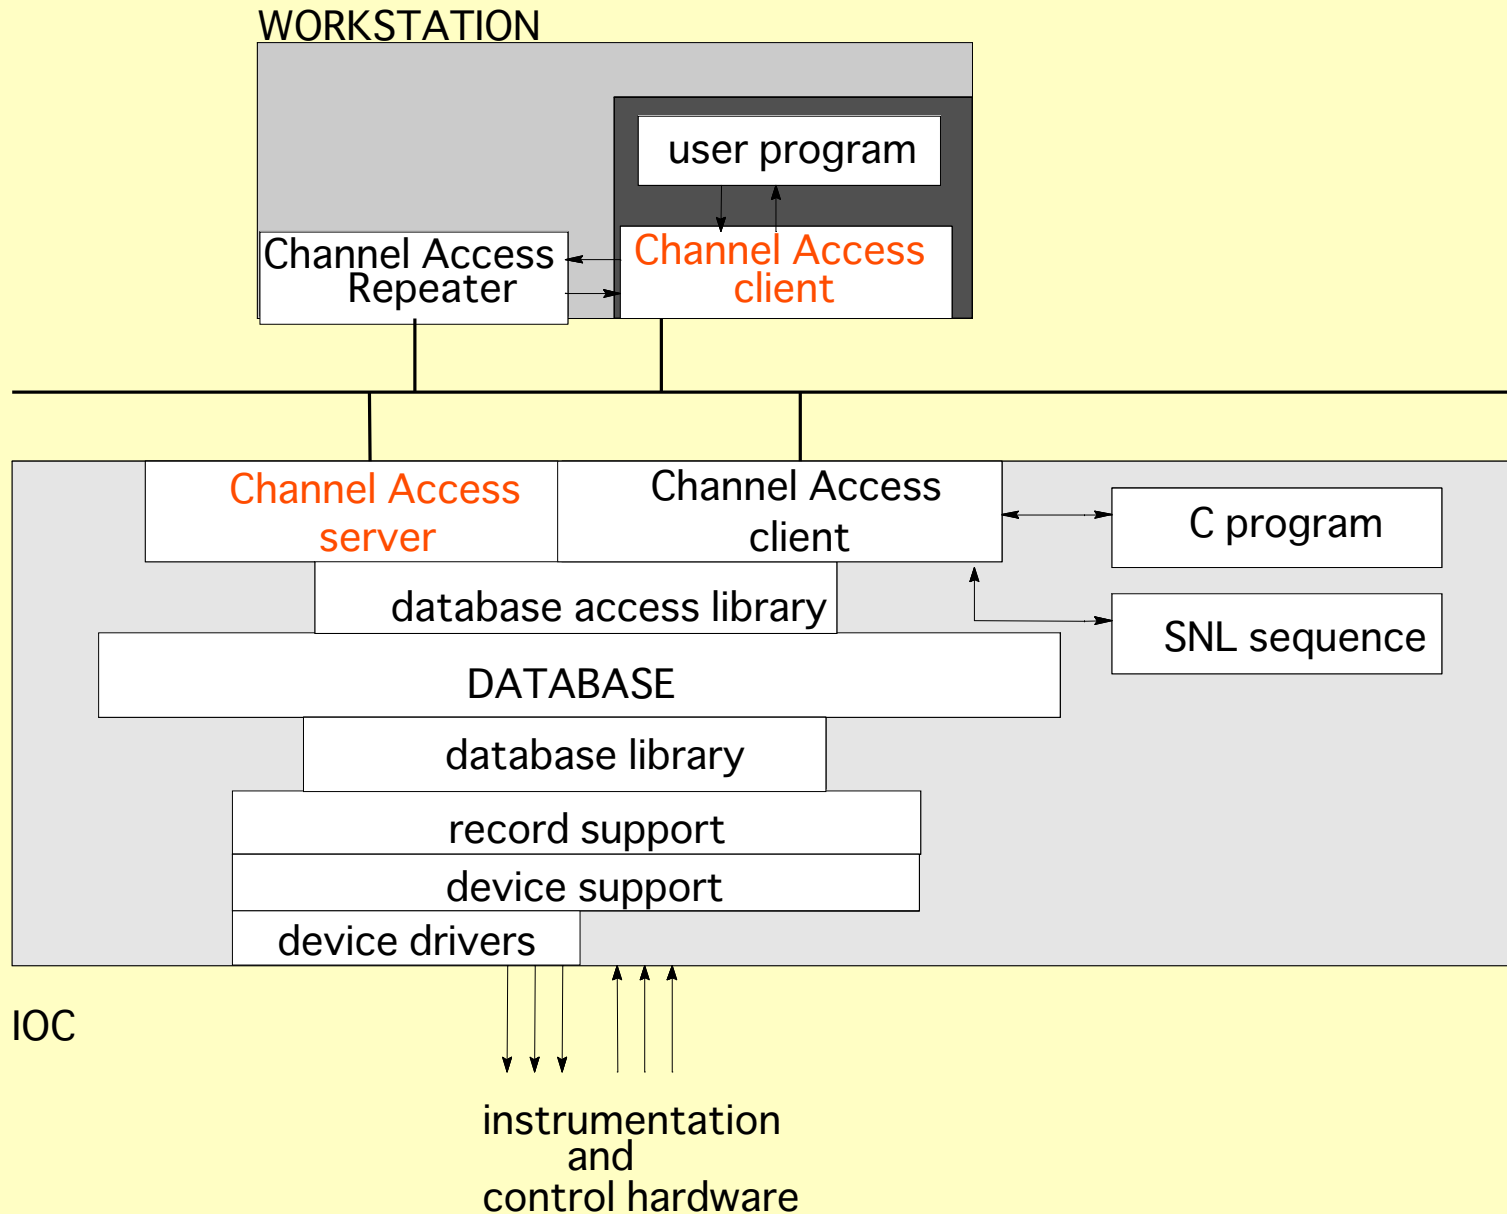 WORKSTATION
user program
Channel Access
Repeater
Channel Access
client
Channel Access
server
Channel Access
client
C program
SNL sequence
database access library
DATABASE
database library
record support
device support
device drivers
IOC
instrumentation
and
control hardware